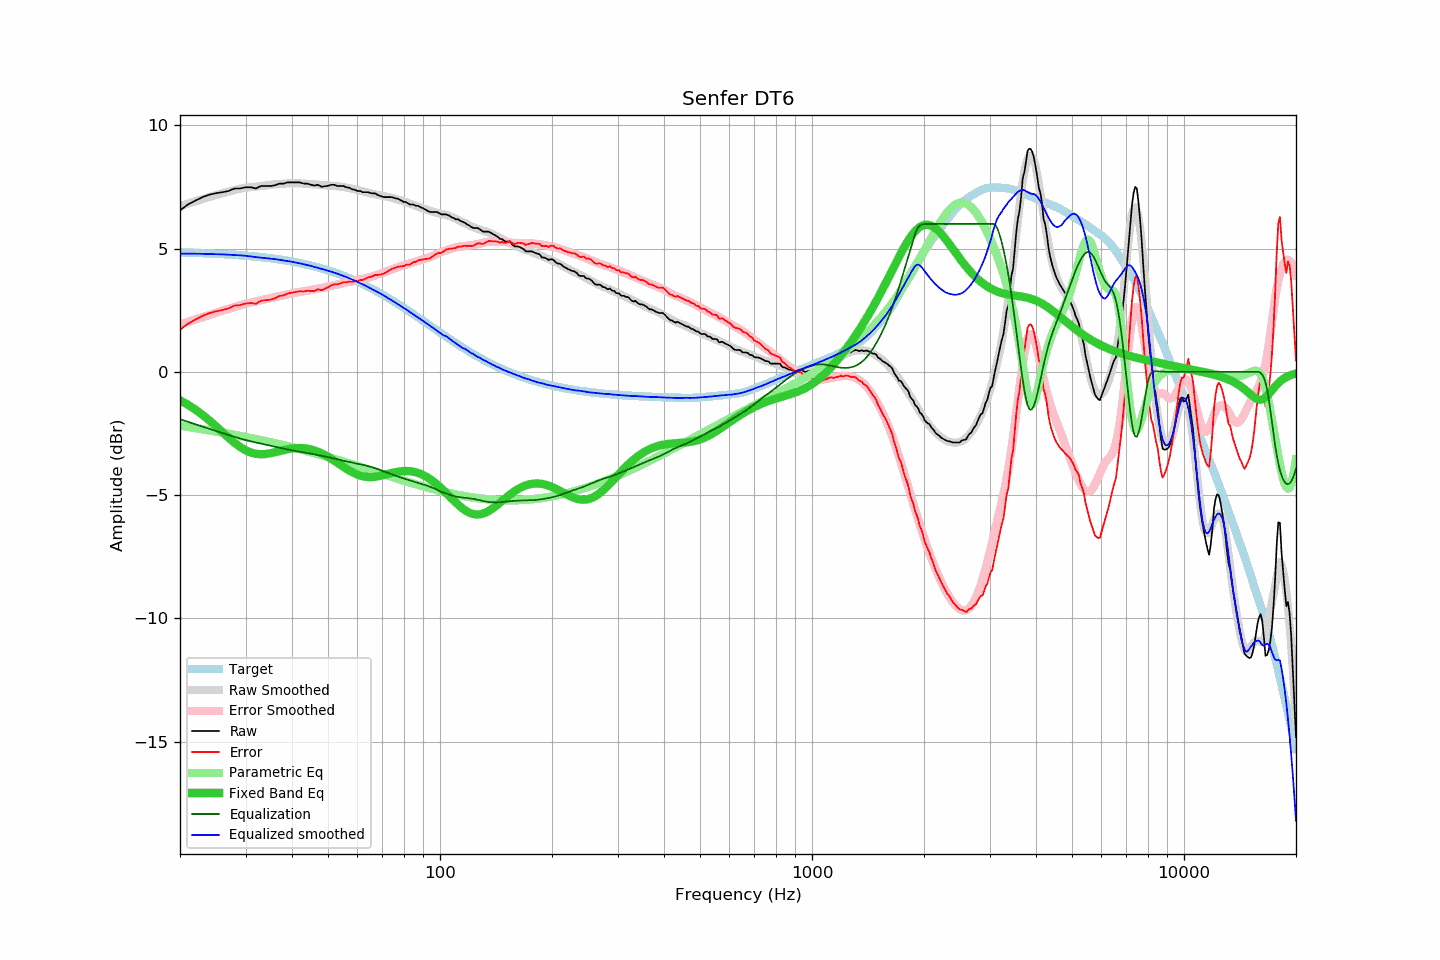 Senfer DT6
10
5
0
−5
−10
−15
Amplitude (dBr)
100
1000
10000
Frequency (Hz)
Target
Raw Smoothed
Error Smoothed
Raw
Error
Parametric Eq
Fixed Band Eq
Equalization
Equalized smoothed